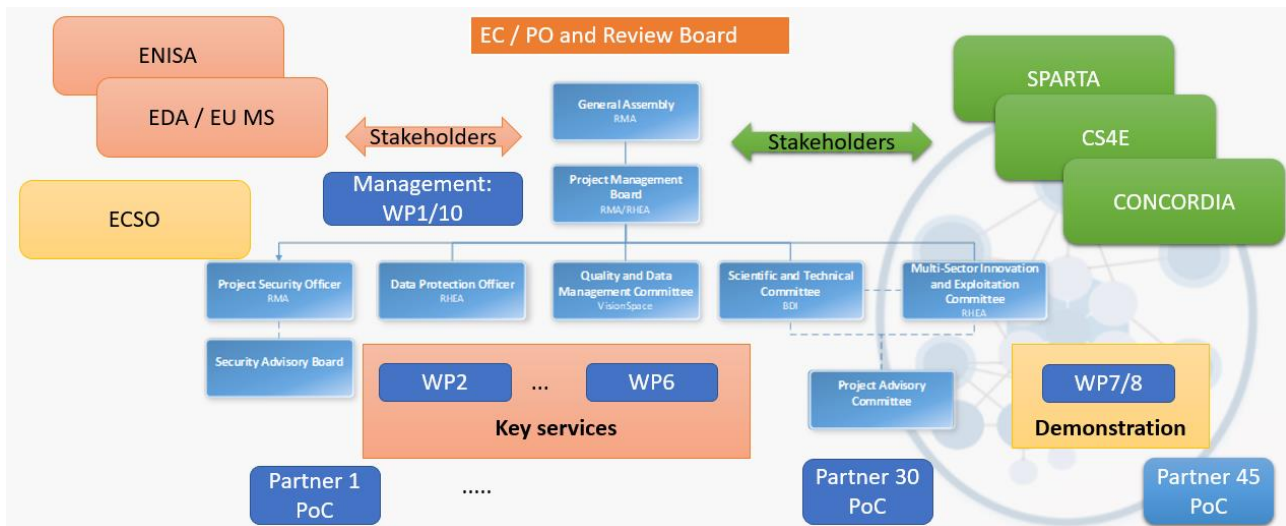 EC / PO and Review Board
ENISA
EDA / EU MS
ECSO
Stakeholders
General Assembly
RMA
Stakeholders
SPARTA
CS4E
CONCORDIA
Management:
WP1/10
Project Management
Board
RMA/RHEA
Project Security Officer
RMA
Data Protection Officer
RHEA
Quality and Data
Management Committee
VisionSpace
Scientific and Technical
Committee
BDI
Multi-Sector Innovation
and Exploitation
Committee
RHEA
Security Advisory Board
WP2
...
WP6
Key services
Project Advisory
Committee
WP7/8
Demonstration
Partner 1
PoC
.....
Partner 30
PoC
Partner 45
PoC